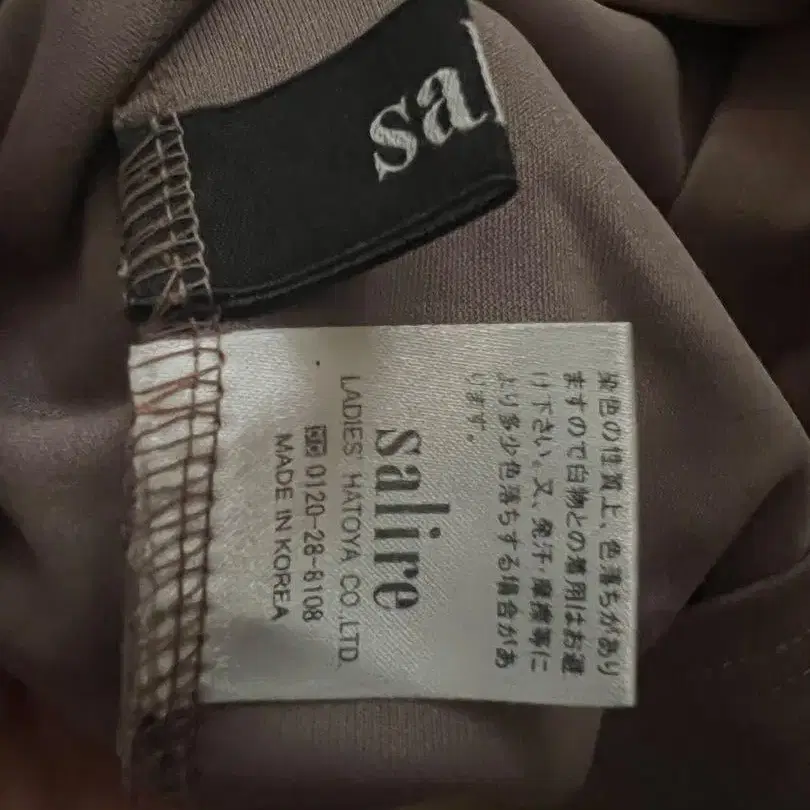 sal
染色の性質上、色落ちがあり
ますので白物との着用はお避
け下さい。又、発汗・摩擦等に
より多少色落ちする場合があ
ります。
salire
LADIES' HATOYA CO.,LTD.
0120-28-8108
MADE IN KOREA